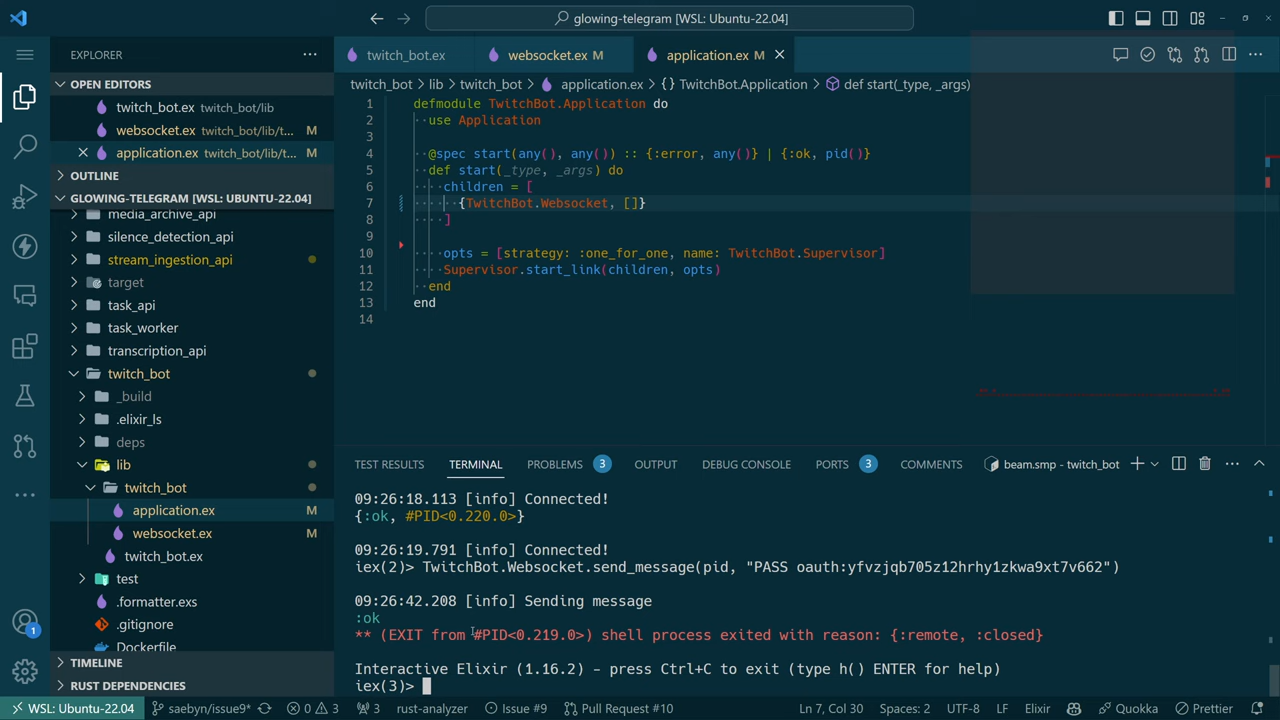 glowing-telegram [WSL: Ubuntu-22.04]
EXPLORER
twitch_bot.ex
websocket.ex M
application.ex M
OPEN EDITORS
twitch_bot.ex twitch_bot/lib
websocket.ex twitch_bot/lib/t... M
application.ex twitch_bot/lib/t... M
OUTLINE
GLOWING-TELEGRAM [WSL: UBUNTU-22.04]
media_archive_api
silence_detection_api
stream_ingestion_api
target
task_api
task_worker
transcription_api
twitch_bot
_build
.elixir_ls
deps
lib
twitch_bot
application.ex M
websocket.ex M
twitch_bot.ex
test
.formatter.exs
.gitignore
Dockerfile
TIMELINE
RUST DEPENDENCIES
twitch_bot > lib > twitch_bot > application.ex > {} TwitchBot.Application > def start(_type, _args)
1 defmodule TwitchBot.Application do
2 use Application
3
4 @spec start(any(), any()) :: {:error, any()} | {:ok, pid()}
5 def start(_type, _args) do
6 children = [
7 {TwitchBot.Websocket, []}
8 ]
9
10 opts = [strategy: :one_for_one, name: TwitchBot.Supervisor]
11 Supervisor.start_link(children, opts)
12 end
13 end
14
TEST RESULTS TERMINAL PROBLEMS 3 OUTPUT DEBUG CONSOLE PORTS 3 COMMENTS beam.smp - twitch_bot
09:26:18.113 [info] Connected!
{:ok, #PID<0.220.0>}
09:26:19.791 [info] Connected!
iex(2)> TwitchBot.Websocket.send_message(pid, "PASS oauth:yfvzjqb705z12hrhy1zkwa9xt7v662")
09:26:42.208 [info] Sending message
:ok
** (EXIT from #PID<0.219.0>) shell process exited with reason: {:remote, :closed}
Interactive Elixir (1.16.2) - press Ctrl+C to exit (type h() ENTER for help)
iex(3)>
1
WSL: Ubuntu-22.04 saebyn/issue9* 0 3 3 rust-analyzer Issue #9 Pull Request #10 Ln 7, Col 30 Spaces: 2 UTF-8 LF Elixir Quokka Prettier